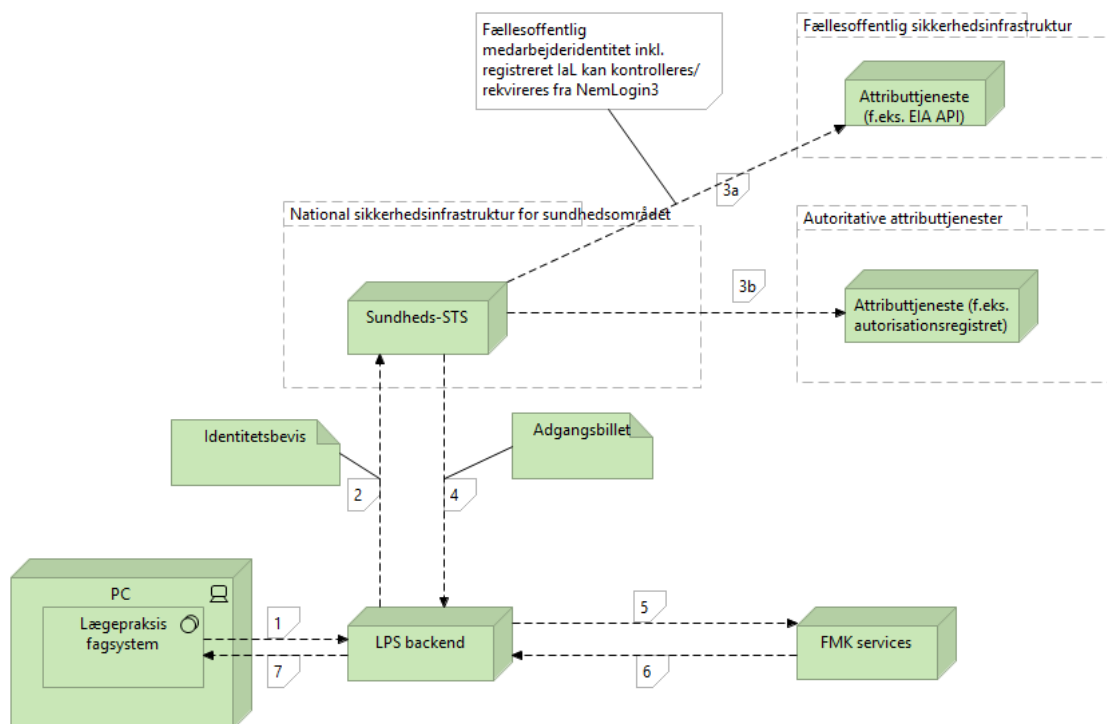 Fællesoffentlig
medarbejderidentitet inkl.
registreret IaL kan kontrolleres/
rekvireres fra NemLogin3
Fællesoffentlig sikkerhedsinfrastruktur
Attributtjeneste
(f.eks. EIA API)
3a
National sikkerhedsinfrastruktur for sundhedsområdet
Autoritative attributtjenester
Sundheds-STS
3b
Attributtjeneste (f.eks.
autorisationsregistret)
Identitetsbevis
Adgangsbillet
2
4
PC
Lægepraksis
fagsystem
1
7
LPS backend
5
6
FMK services